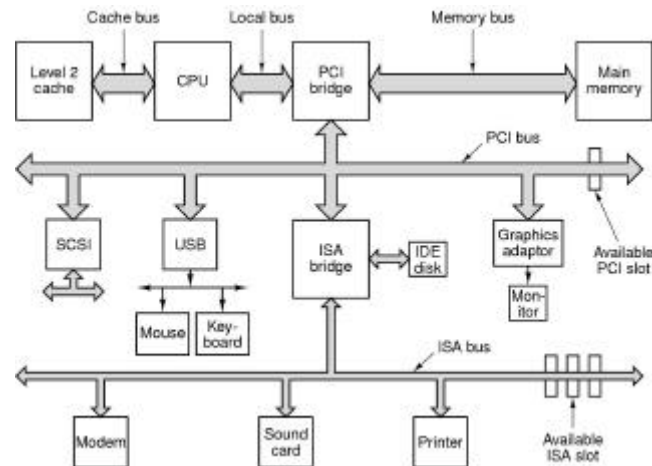 Cache bus
Local bus
Memory bus
Level 2
cache
CPU
PCI
bridge
Main
memory
PCI bus
SCSI
USB
ISA
bridge
IDE
disk
Graphics
adaptor
Available
PCI slot
Mon-
itor
Mouse
Key-
board
ISA bus
Modem
Sound
card
Printer
Available
ISA slot